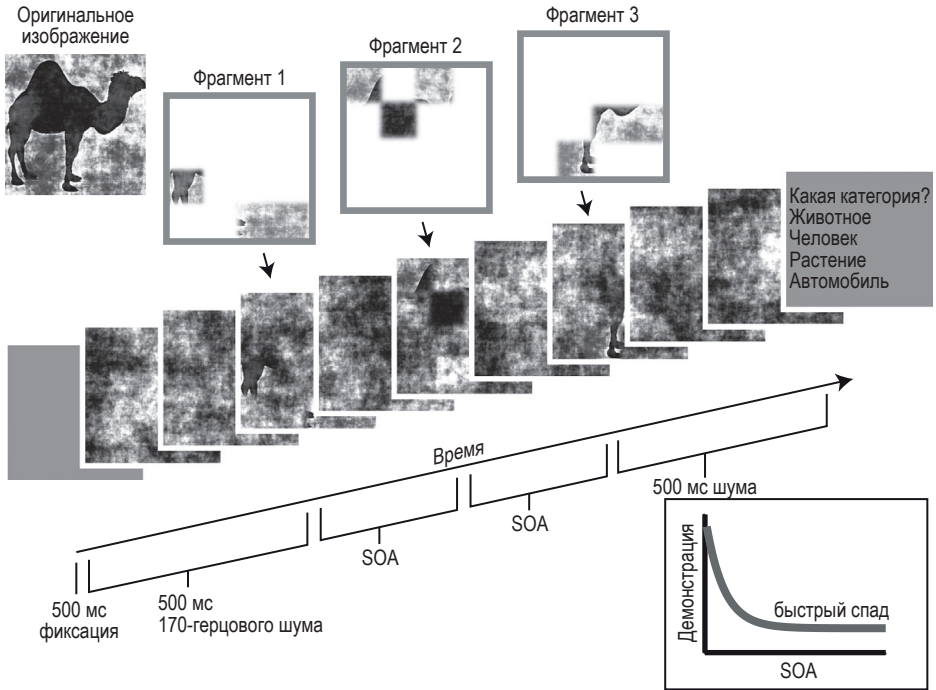 Оригинальное
изображение
Фрагмент 1
Фрагмент 2
Фрагмент 3
Какая категория?
Животное
Человек
Растение
Автомобиль
Время
500 мс
фиксация
500 мс
170-герцового шума
SOA
SOA
500 мс шума
Демонстрация
быстрый спад
SOA